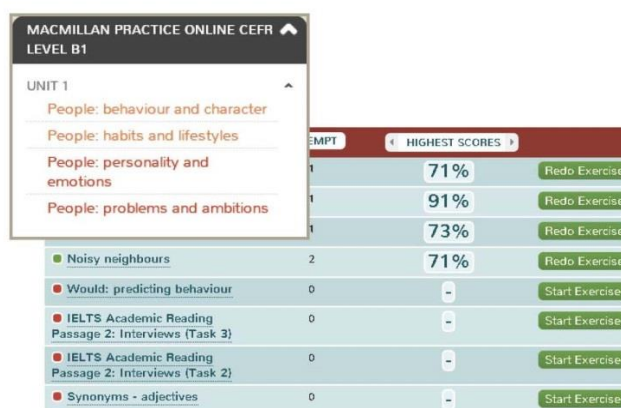 MACMILLAN PRACTICE ONLINE CEFR
LEVEL B1
UNIT 1
People: behaviour and character
People: habits and lifestyles
People: personality and
emotions
People: problems and ambitions
EMPT HIGHEST SCORES
1 71% Redo Exercise
1 91% Redo Exercise
1 73% Redo Exercise
Noisy neighbours 2 71% Redo Exercise
Would: predicting behaviour 0 - Start Exercise
IELTS Academic Reading
Passage 2: Interviews (Task 3) 0 - Start Exercise
IELTS Academic Reading
Passage 2: Interviews (Task 2) 0 - Start Exercise
Synonyms - adjectives 0 - Start Exercise